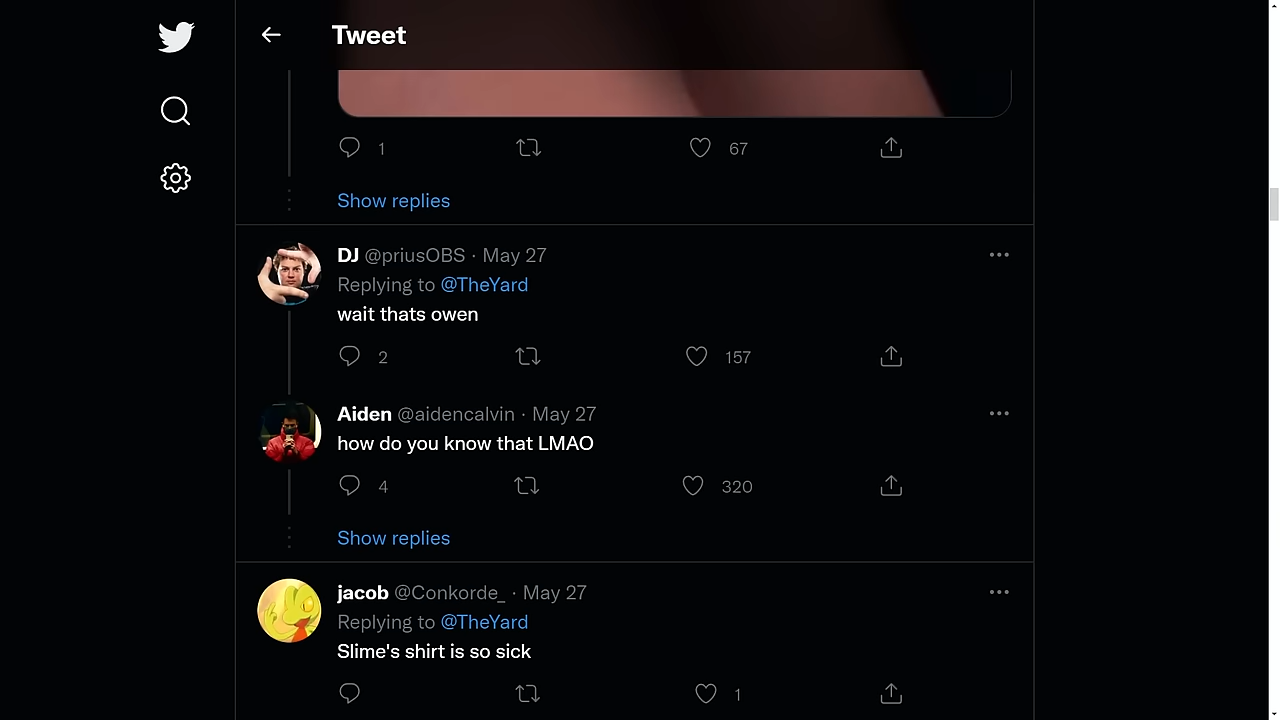 Tweet
1 67
Show replies
DJ @priusOBS · May 27
Replying to @TheYard
wait thats owen
2 157
Aiden @aidencalvin · May 27
how do you know that LMAO
4 320
Show replies
jacob @Conkorde_ · May 27
Replying to @TheYard
Slime's shirt is so sick
1